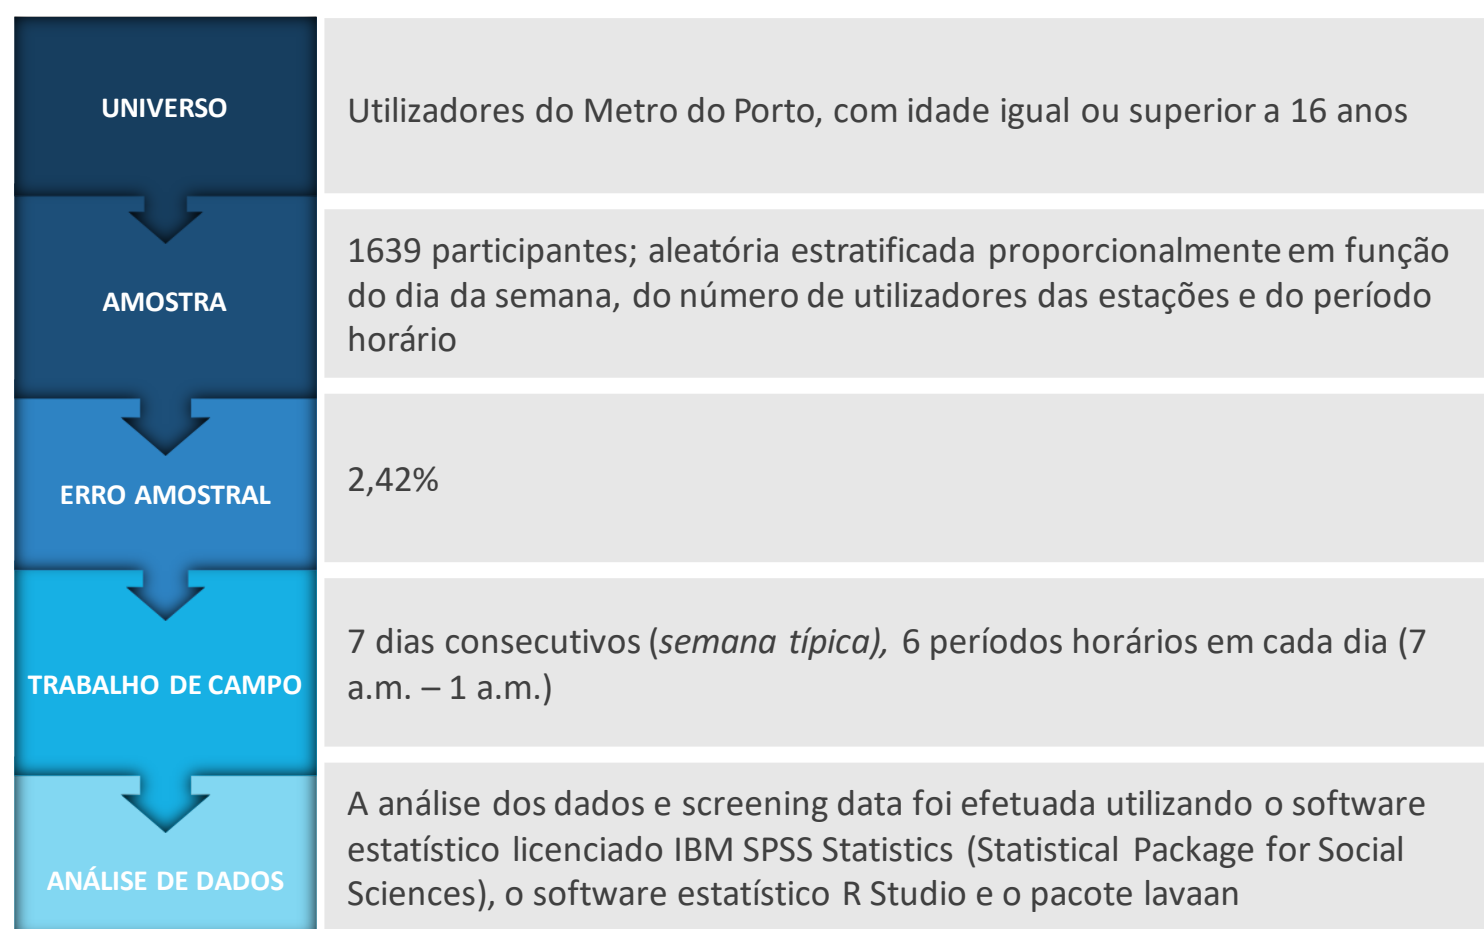 UNIVERSO
Utilizadores do Metro do Porto, com idade igual ou superior a 16 anos
AMOSTRA
1639 participantes; aleatória estratificada proporcionalmente em função
do dia da semana, do número de utilizadores das estações e do período
horário
ERRO AMOSTRAL
2,42%
TRABALHO DE CAMPO
7 dias consecutivos (semana típica), 6 períodos horários em cada dia (7
a.m. – 1 a.m.)
ANÁLISE DE DADOS
A análise dos dados e screening data foi efetuada utilizando o software
estatístico licenciado IBM SPSS Statistics (Statistical Package for Social
Sciences), o software estatístico R Studio e o pacote lavaan